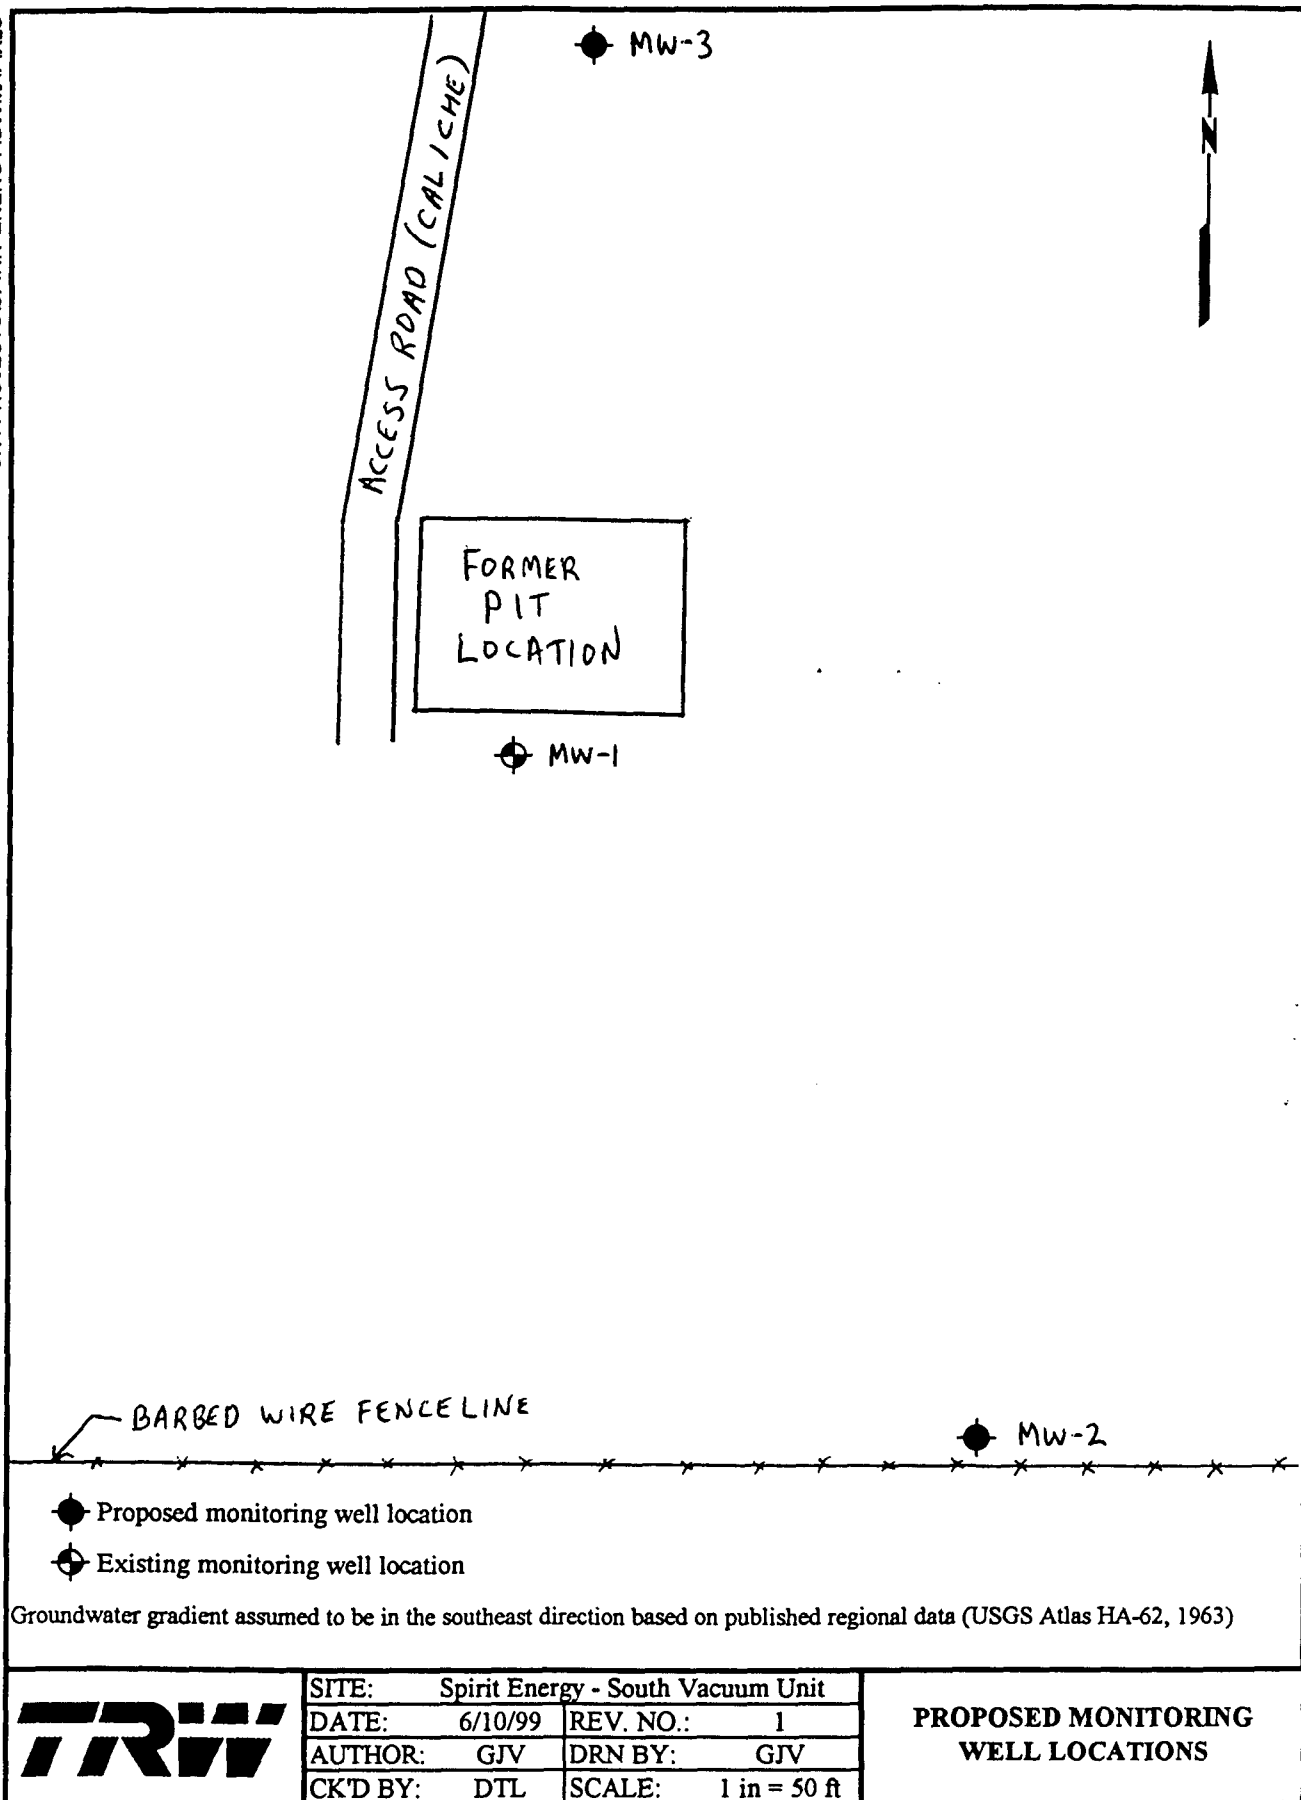 MW-3
N
ACCESS ROAD (CALICHE)
FORMER
PIT
LOCATION
MW-1
BARBED WIRE FENCELINE
MW-2
Proposed monitoring well location
Existing monitoring well location
Groundwater gradient assumed to be in the southeast direction based on published regional data (USGS Atlas HA-62, 1963)
TRW
SITE: Spirit Energy - South Vacuum Unit
DATE: 6/10/99 REV. NO.: 1
AUTHOR: GJV DRN BY: GJV
CK'D BY: DTL SCALE: 1 in = 50 ft
PROPOSED MONITORING
WELL LOCATIONS